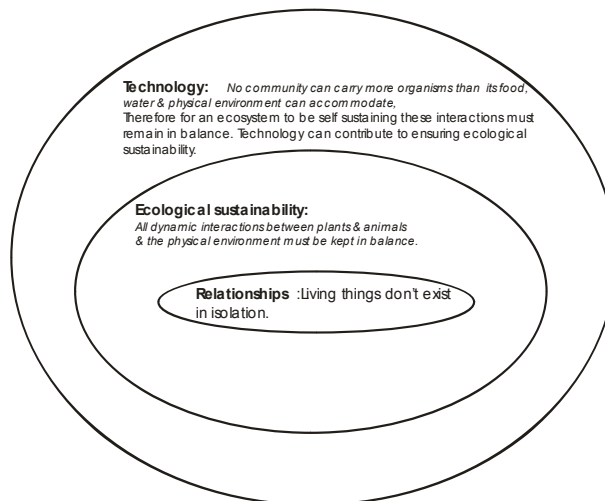 Technology: No community can carry more organisms than its food,
water & physical environment can accommodate,
Therefore for an ecosystem to be self sustaining these interactions must
remain in balance. Technology can contribute to ensuring ecological
sustainability.
Ecological sustainability:
All dynamic interactions between plants & animals
& the physical environment must be kept in balance.
Relationships :Living things don't exist
in isolation.